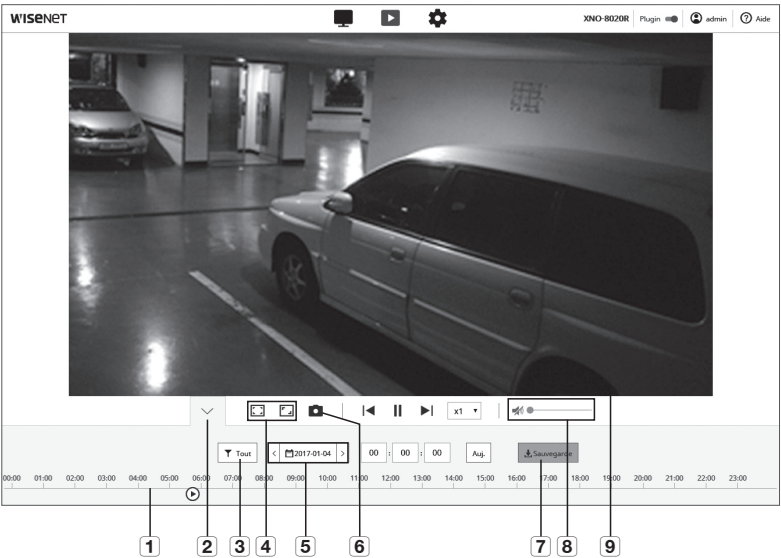 WISENET
XNO-8020R Plugin admin Aide
x1
Tout
2017-01-04
00 : 00 : 00
Auj.
Sauvegarde
00:00 01:00 02:00 03:00 04:00 05:00 06:00 07:00 08:00 09:00 10:00 11:00 12:00 13:00 14:00 15:00 16:00 17:00 18:00 19:00 20:00 21:00 22:00 23:00
1 2 3 4 5 6 7 8 9